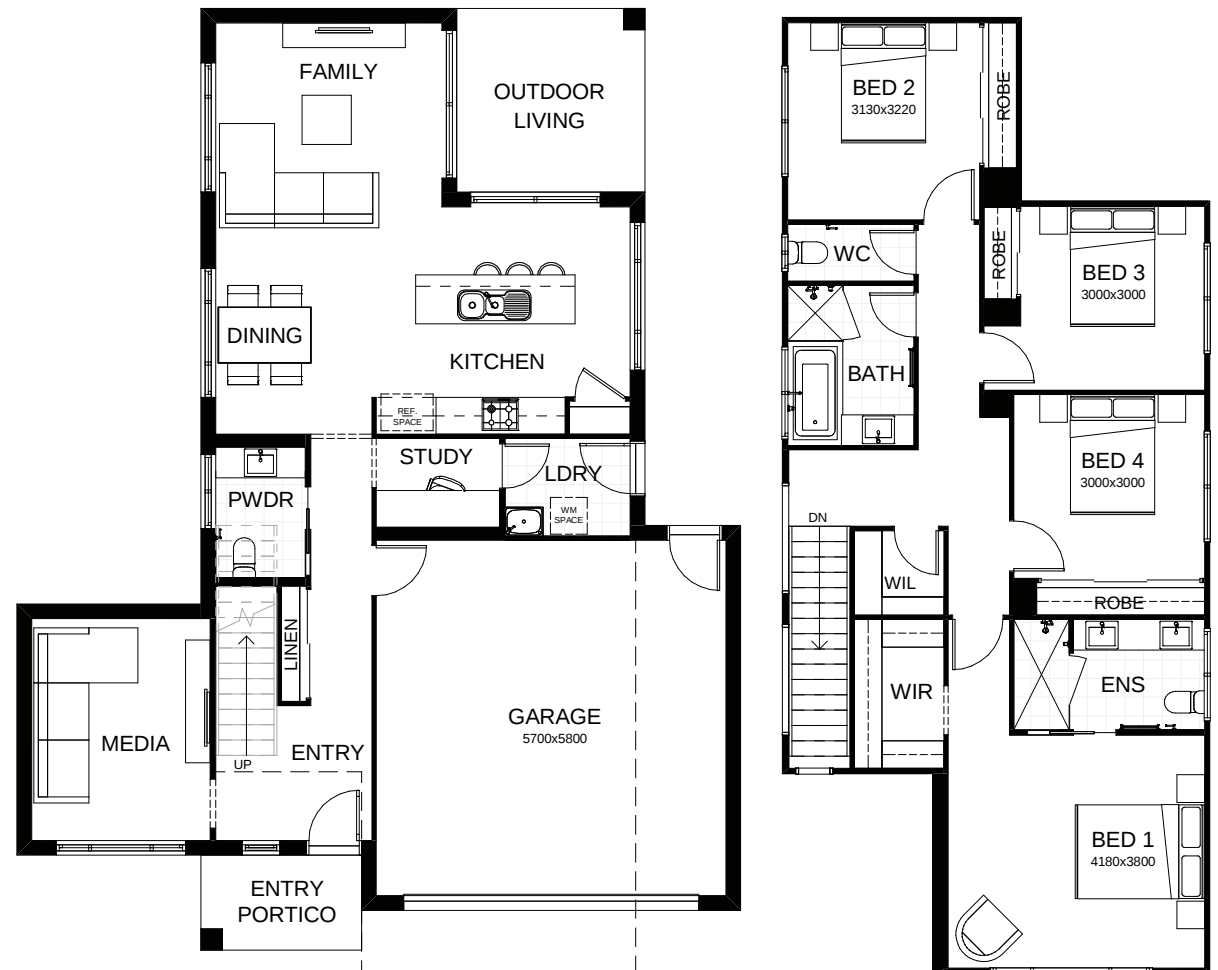 FAMILY
OUTDOOR
LIVING
DINING
KITCHEN
REF.
SPACE
STUDY
LDRY
WM
SPACE
PWDR
LINEN
MEDIA
UP
ENTRY
GARAGE
5700x5800
ENTRY
PORTICO
BED 2
3130x3220
ROBE
WC
ROBE
BED 3
3000x3000
BATH
BED 4
3000x3000
DN
WIL
ROBE
WIR
ENS
BED 1
4180x3800